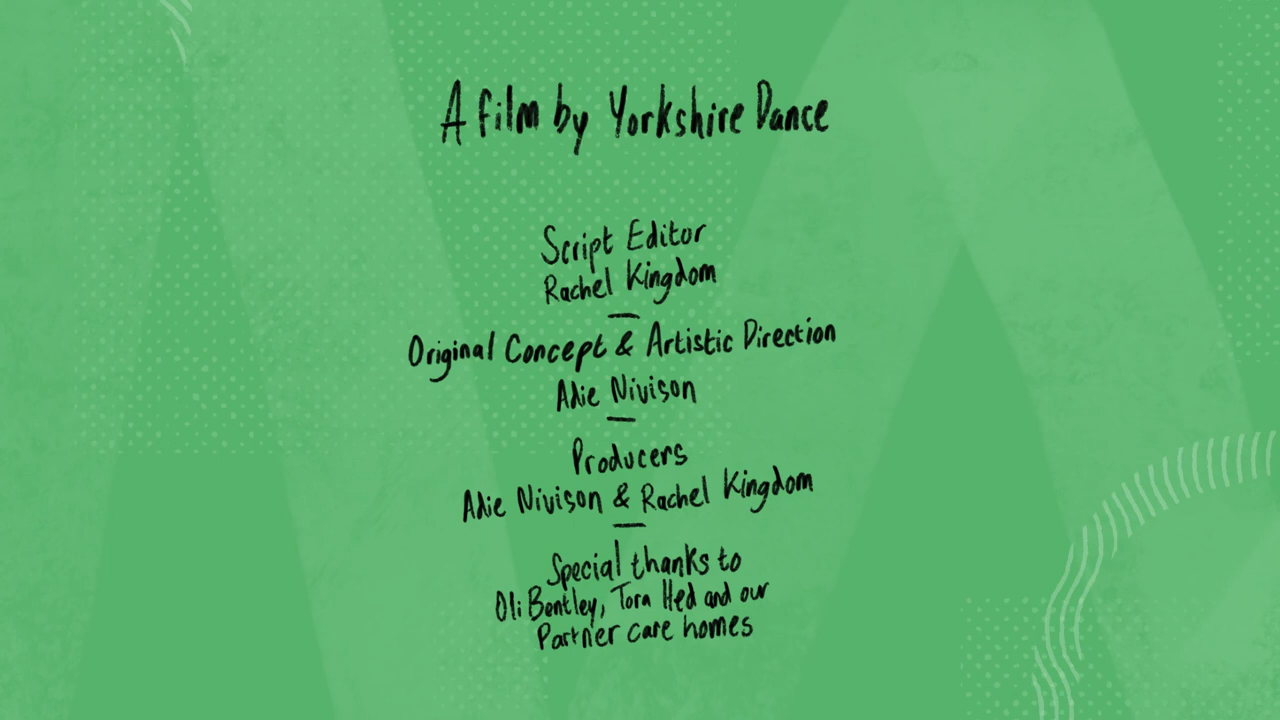 A film by Yorkshire Dance
Script Editor
Rachel Kingdom
Original Concept & Artistic Direction
Adie Nivison
Producers
Adie Nivison & Rachel Kingdom
Special thanks to
Oli Bentley, Tora Hed and our
Partner care homes